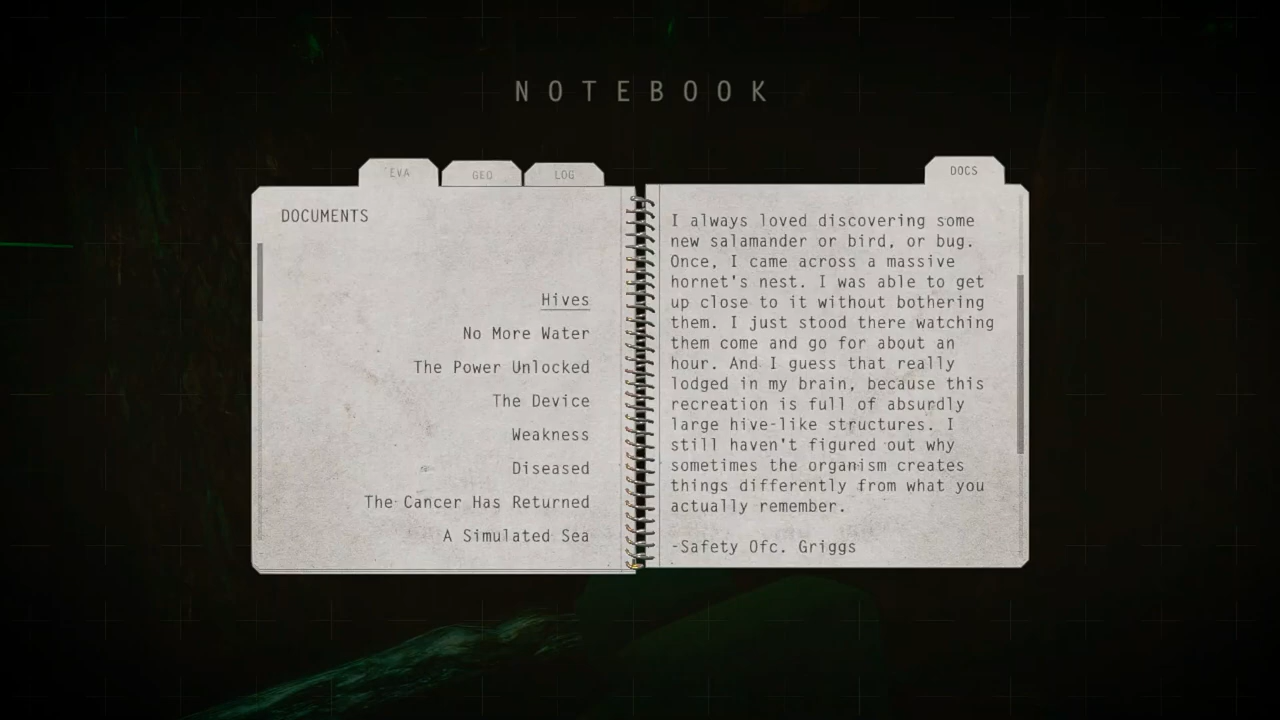 NOTEBOOK
EVA
GEO
LOG
DOCS
DOCUMENTS
Hives
No More Water
The Power Unlocked
The Device
Weakness
Diseased
The Cancer Has Returned
A Simulated Sea
I always loved discovering some
new salamander or bird, or bug.
Once, I came across a massive
hornet's nest. I was able to get
up close to it without bothering
them. I just stood there watching
them come and go for about an
hour. And I guess that really
lodged in my brain, because this
recreation is full of absurdly
large hive-like structures. I
still haven't figured out why
sometimes the organism creates
things differently from what you
actually remember.
-Safety Ofc. Griggs